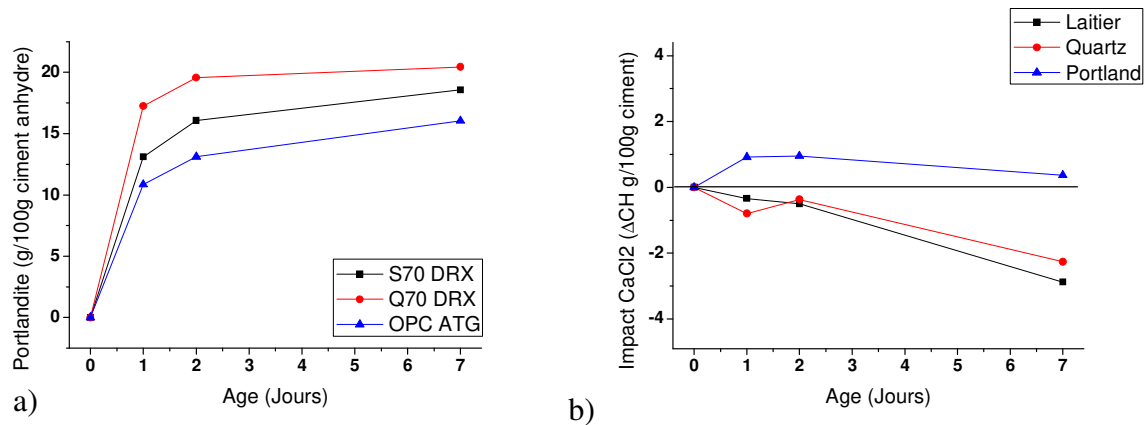 Portlandite (g/100g ciment anhydre)
20
15
10
5
0
S70 DRX
Q70 DRX
OPC ATG
0 1 2 3 4 5 6 7
Age (Jours)
a)
Laitier
Quartz
Portland
Impact CaCl2 (ΔCH g/100g ciment)
4
2
0
-2
-4
0 1 2 3 4 5 6 7
Age (Jours)
b)